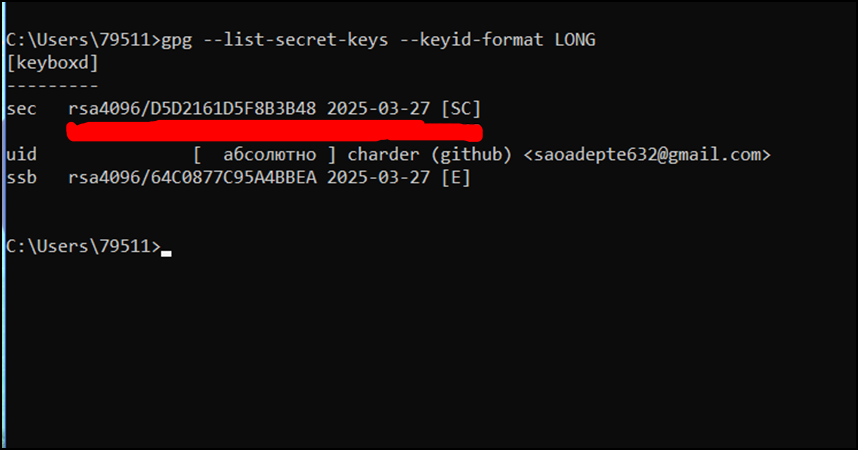 C:\Users\79511>gpg --list-secret-keys --keyid-format LONG
[keyboxd]
---------
sec   rsa4096/D5D2161D5F8B3B48 2025-03-27 [SC]
uid                 [  абсолютно ] charder (github) <saoadepte632@gmail.com>
ssb   rsa4096/64C0877C95A4BBEA 2025-03-27 [E]
C:\Users\79511>